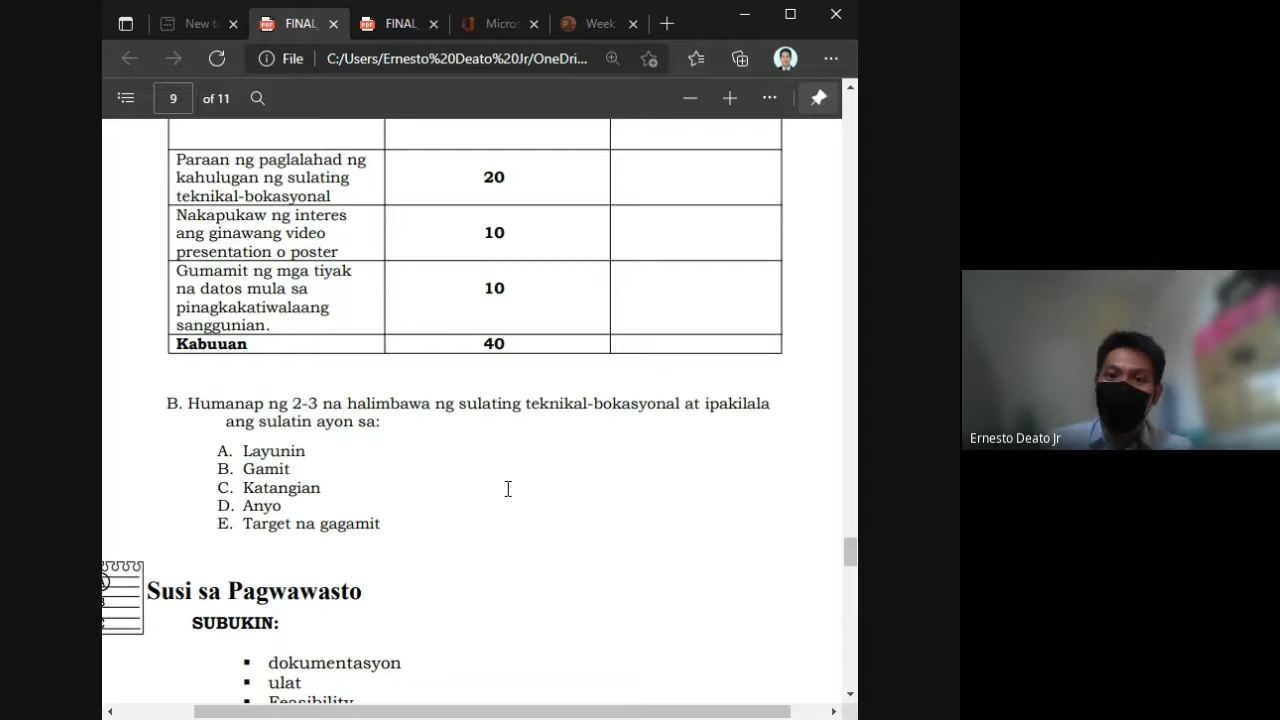 New t
FINAL
FINAL
Micros
Week
File
C:/Users/Ernesto%20Deato%20Jr/OneDri...
9 of 11
Paraan ng paglalahad ng
kahulugan ng sulating
teknikal-bokasyonal
20
Nakapukaw ng interes
ang ginawang video
presentation o poster
10
Gumamit ng mga tiyak
na datos mula sa
pinagkakatiwalaang
sanggunian.
10
Kabuuan 40
B. Humanap ng 2-3 na halimbawa ng sulating teknikal-bokasyonal at ipakilala
ang sulatin ayon sa:
A. Layunin
B. Gamit
C. Katangian
D. Anyo
E. Target na gagamit
Susi sa Pagwawasto
SUBUKIN:
▪ dokumentasyon
▪ ulat
▪ Feasibility
Ernesto Deato Jr